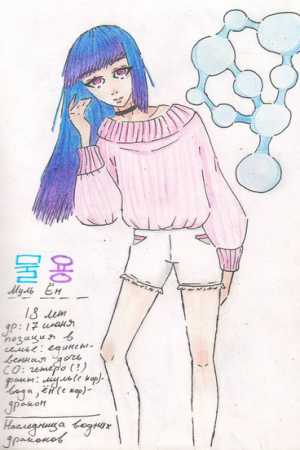 물 용
Муль Ён
18 лет
др: 17 июня
позиция в
семье: единст-
венная дочь
СО: гетеро (!)
факты: муль(с кор)-
вода, ён(с кор)-
дракон
Наследница водных
драконов